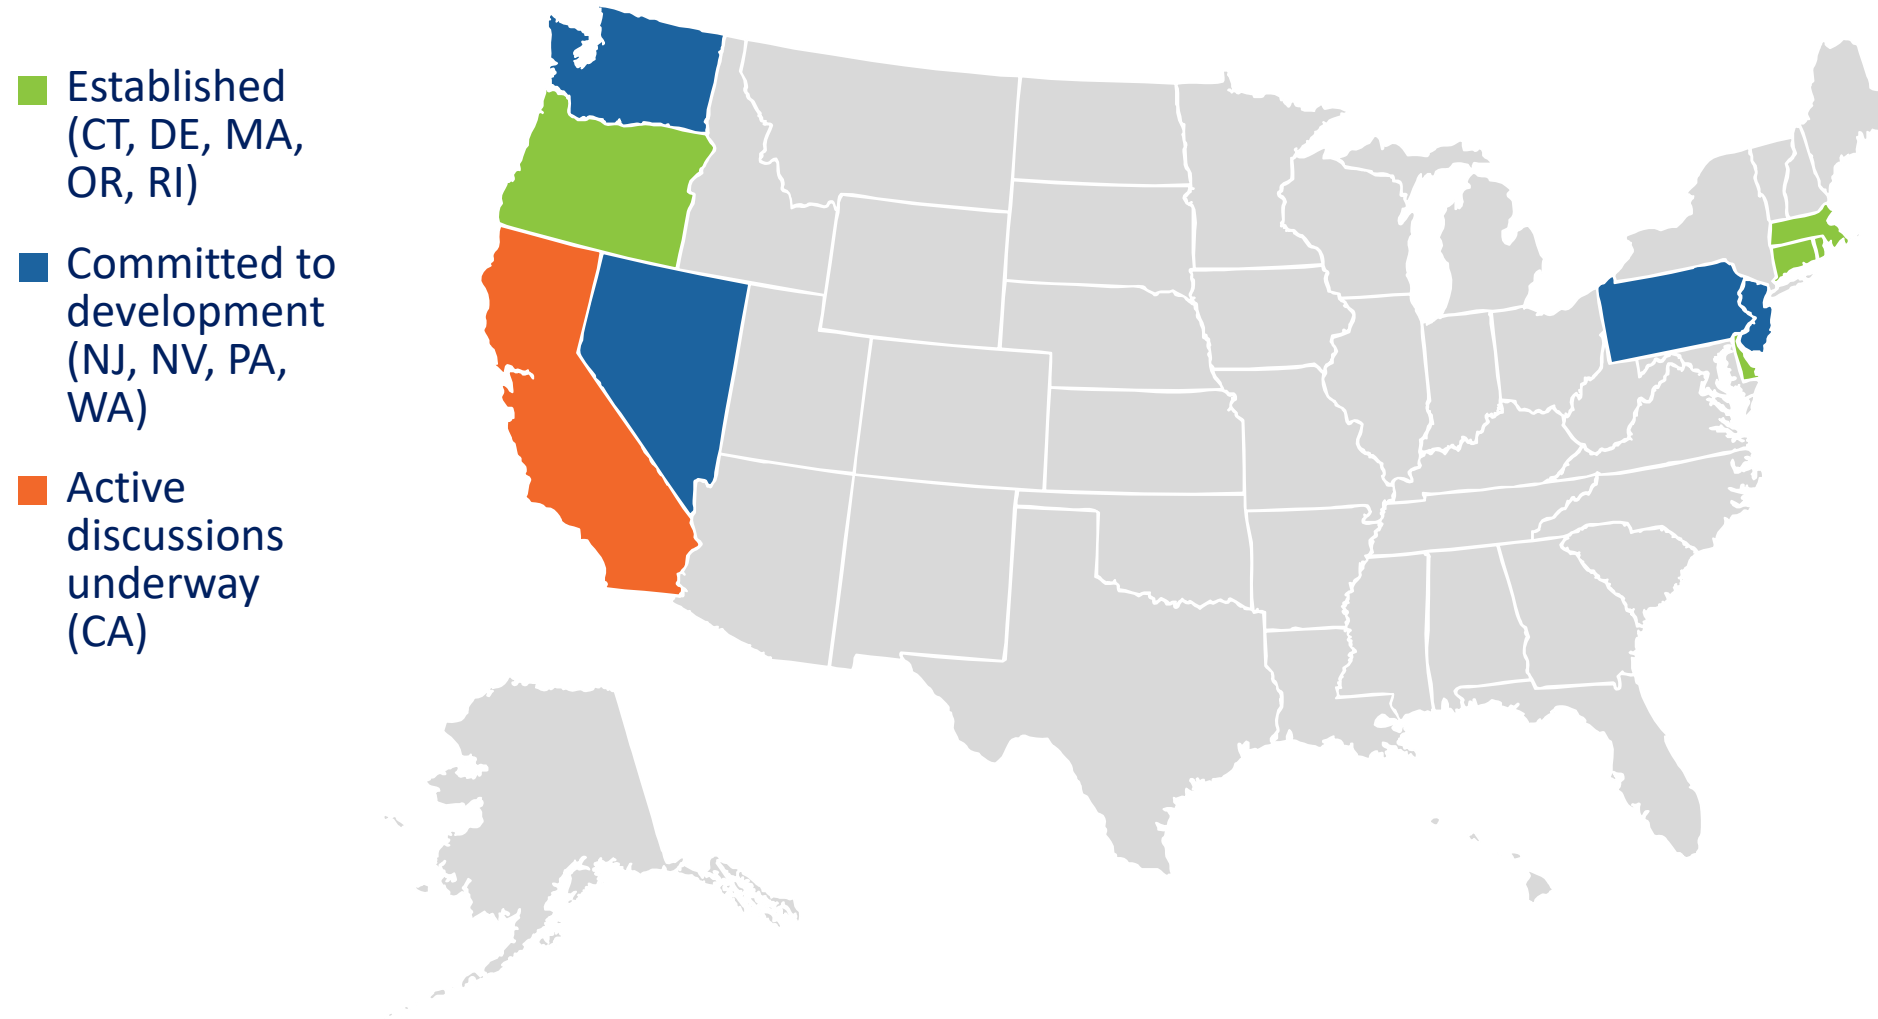 Established
(CT, DE, MA,
OR, RI)
Committed to
development
(NJ, NV, PA,
WA)
Active
discussions
underway
(CA)